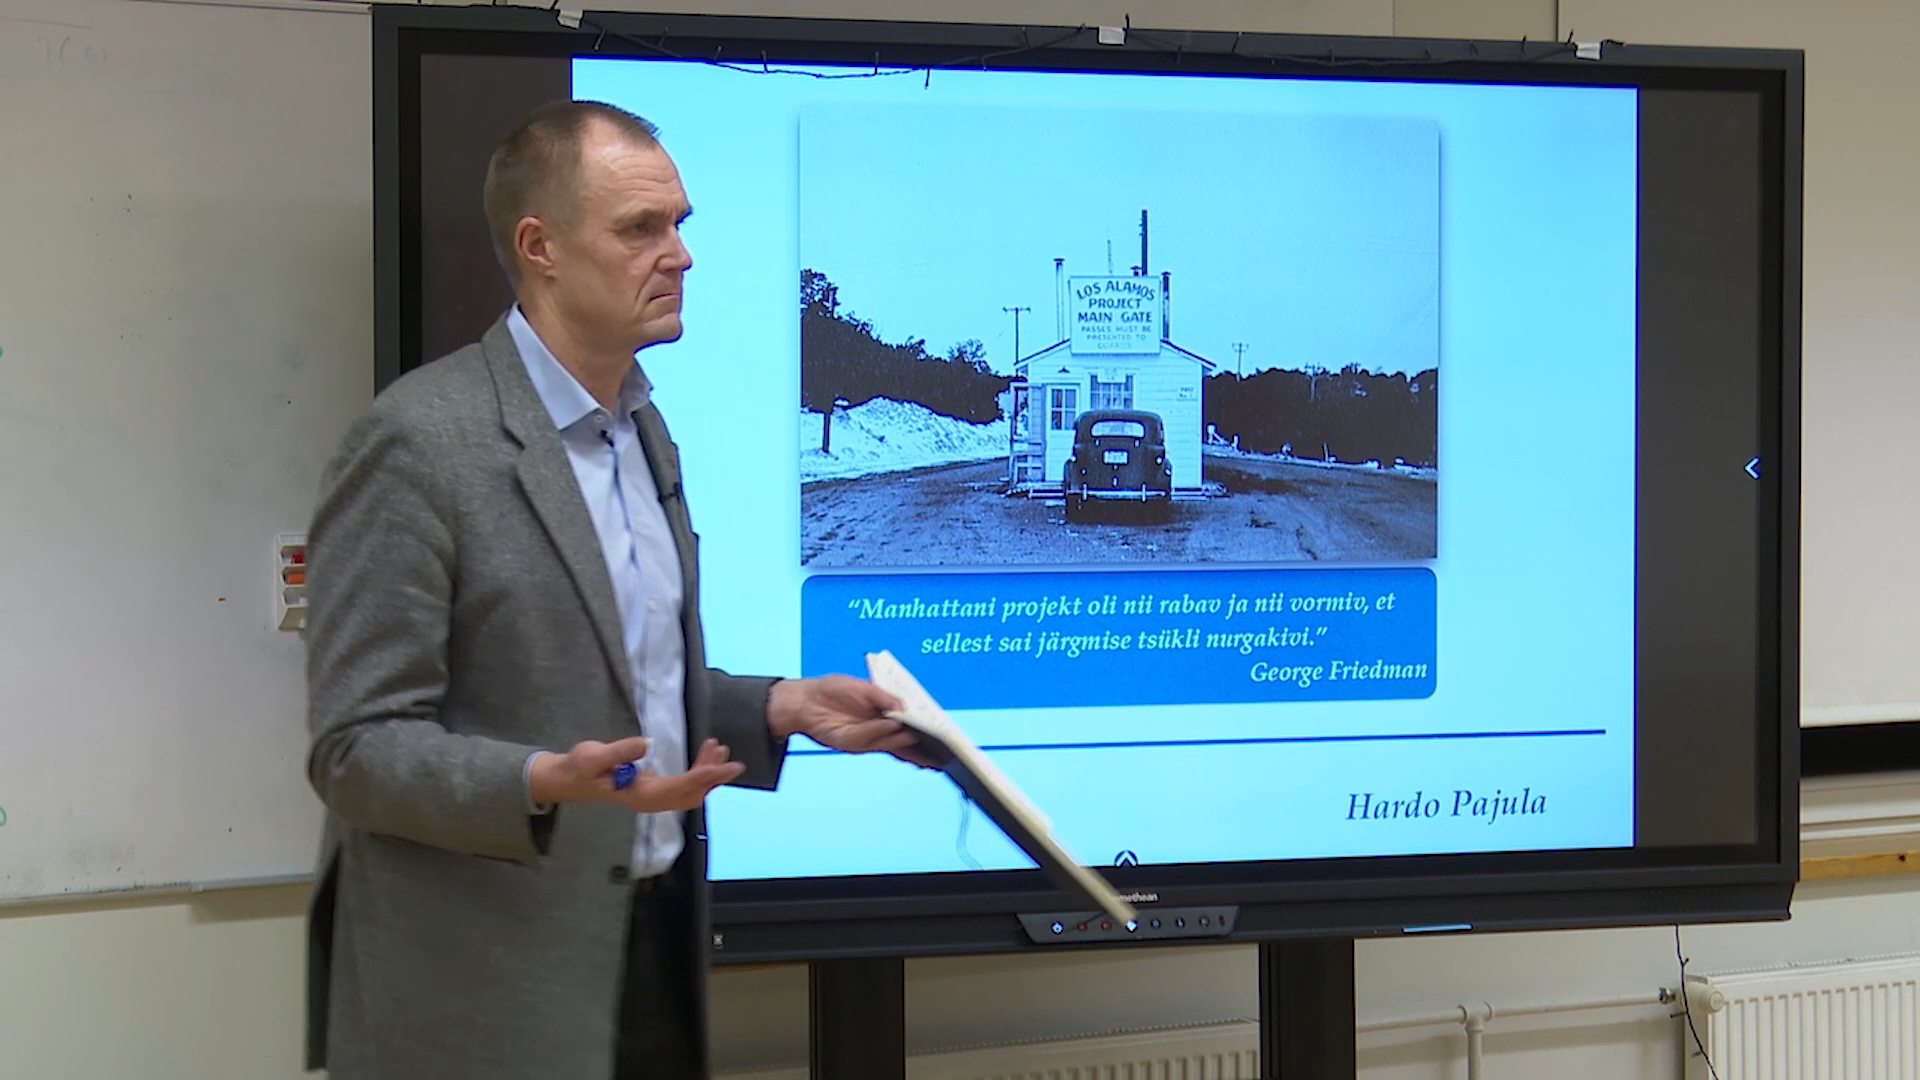 LOS ALAMOS
PROJECT
MAIN GATE
PASSES MUST BE
PRESENTED TO
GUARDS
“Manhattani projekt oli nii rabav ja nii vormiv, et
sellest sai järgmise tsükli nurgakivi.”
George Friedman
Hardo Pajula